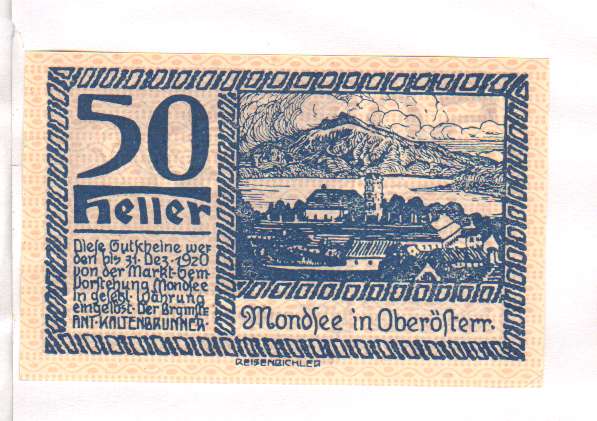 50
Heller
Diese Gutscheine wer
den bis 31. Dez. 1920
von der Markt-Gem
Vorstehung Mondsee
in gesetzl. Währung
eingelöst. Der Brgmste
ANT. KALTENBRUNNER.
Mondsee in Oberösterr.
REISENBICHLER